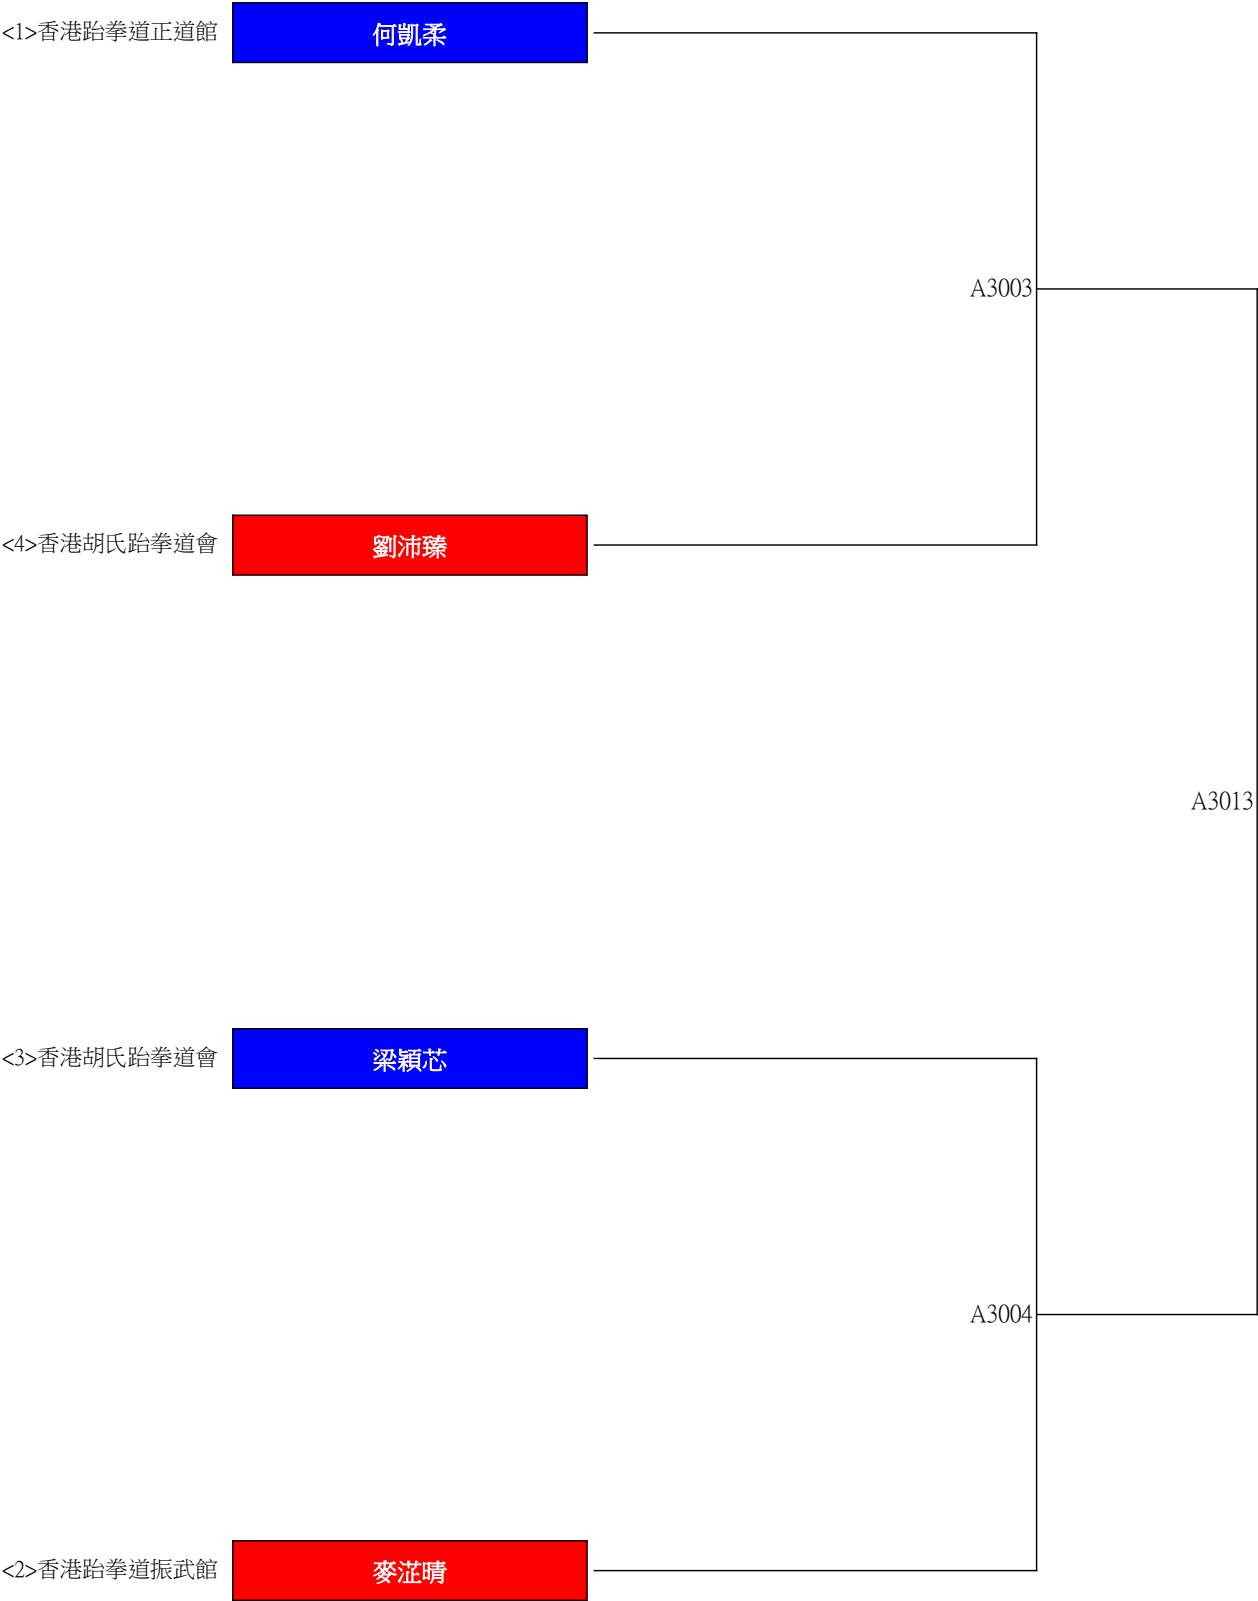 <1>香港跆拳道正道館 何凱柔
A3003
<4>香港胡氏跆拳道會 劉沛臻
A3013
<3>香港胡氏跆拳道會 梁穎芯
A3004
<2>香港跆拳道振武館 麥淽晴